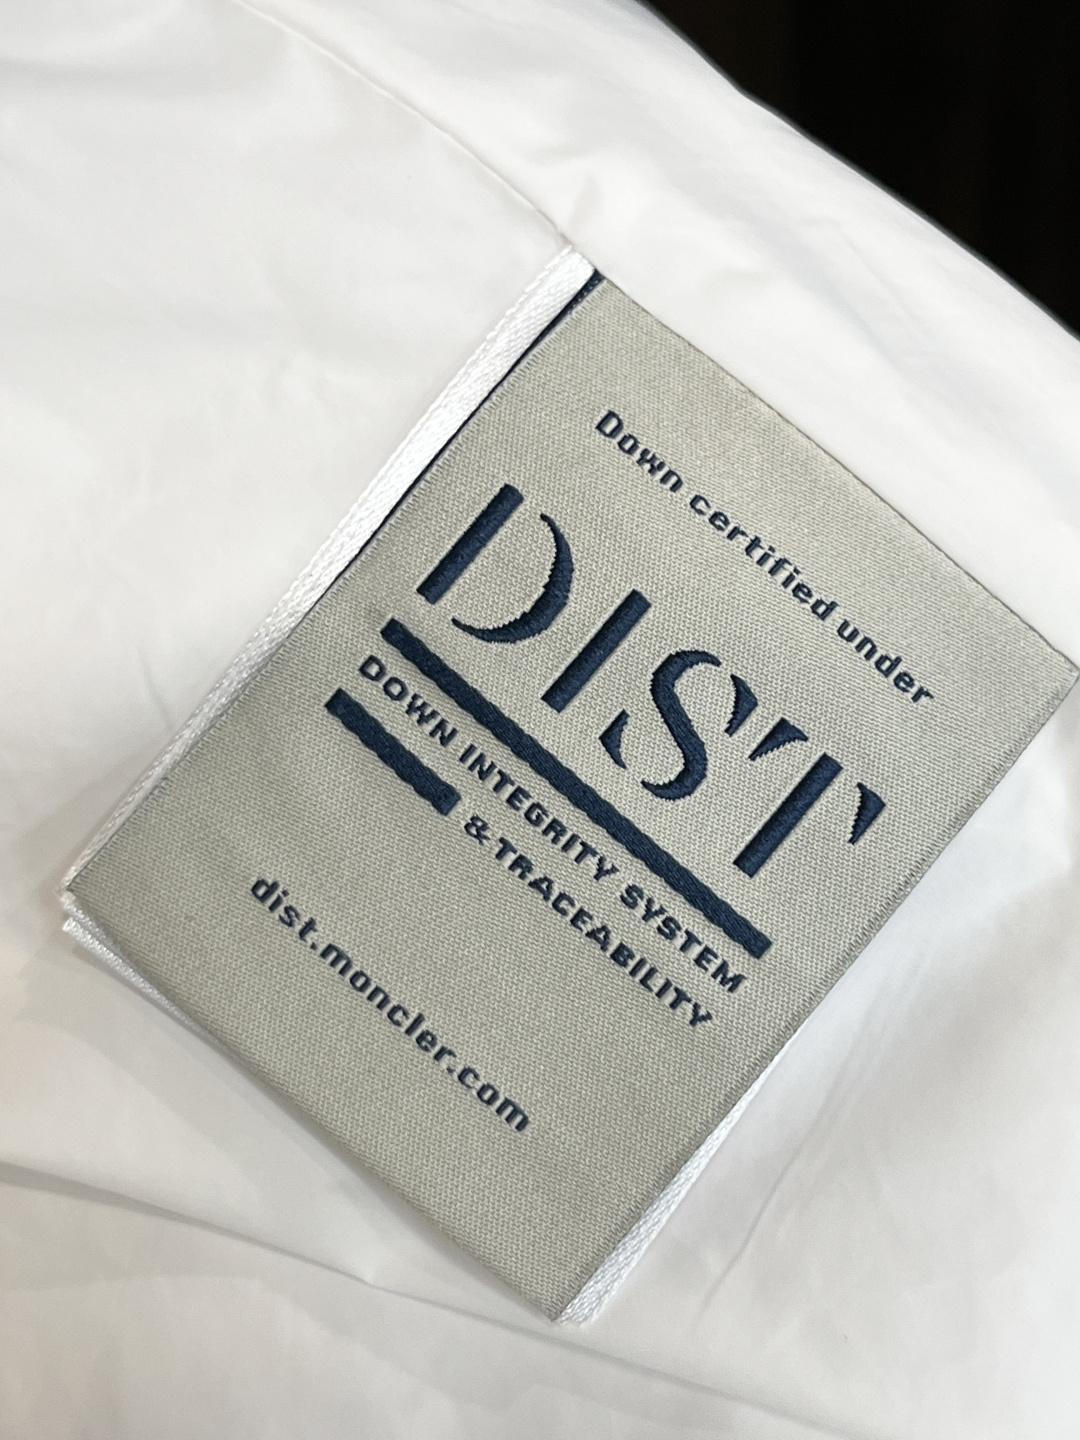 Down certified under
DIST
DOWN INTEGRITY SYSTEM
& TRACEABILITY
dist.moncler.com